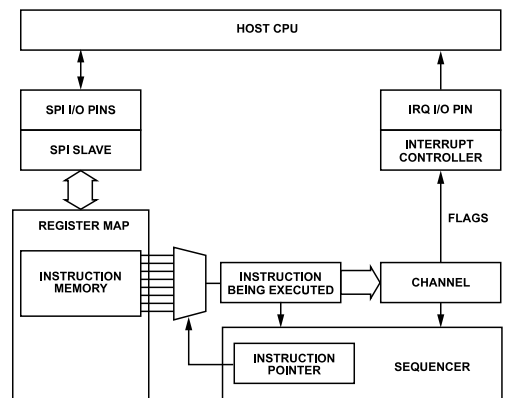 HOST CPU
SPI I/O PINS
SPI SLAVE
IRQ I/O PIN
INTERRUPT
CONTROLLER
FLAGS
REGISTER MAP
INSTRUCTION
MEMORY
INSTRUCTION
BEING EXECUTED
CHANNEL
INSTRUCTION
POINTER
SEQUENCER